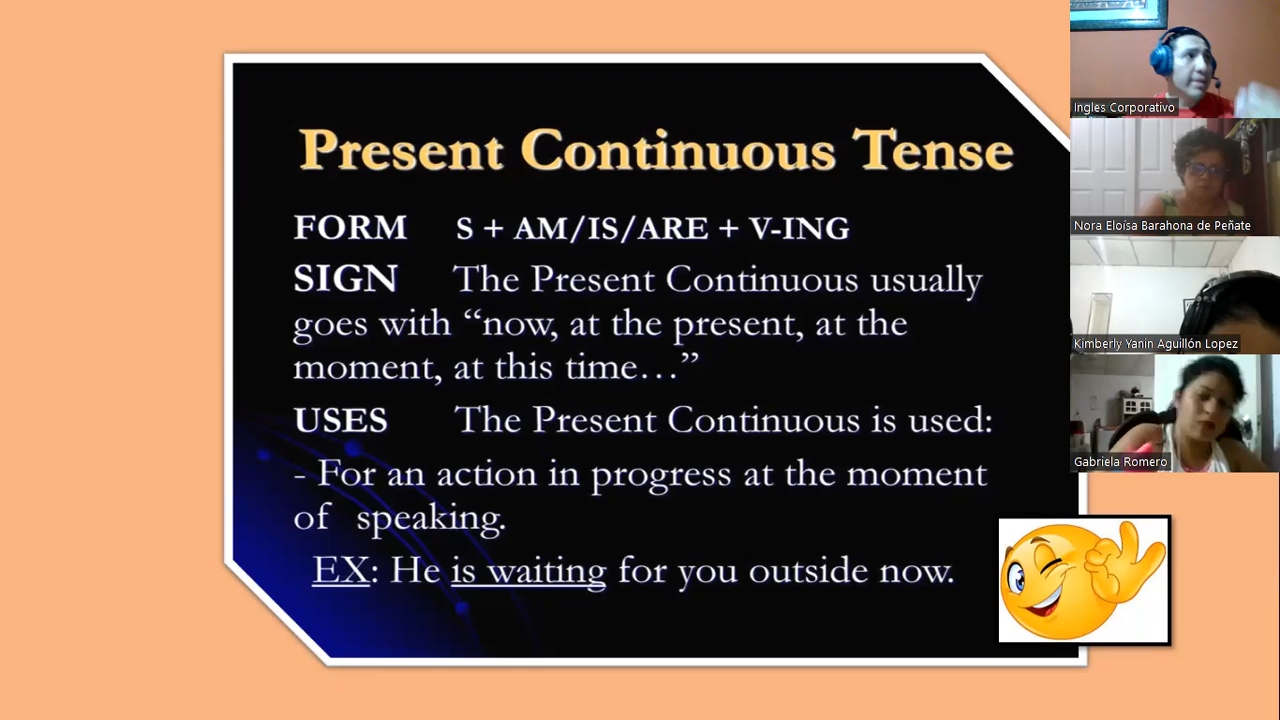 Present Continuous Tense
FORM S + AM/IS/ARE + V-ING
SIGN The Present Continuous usually
goes with “now, at the present, at the
moment, at this time…”
USES The Present Continuous is used:
- For an action in progress at the moment
of speaking.
EX: He is waiting for you outside now.
Ingles Corporativo
Nora Eloísa Barahona de Peñate
Kimberly Yanin Aguillón Lopez
Gabriela Romero